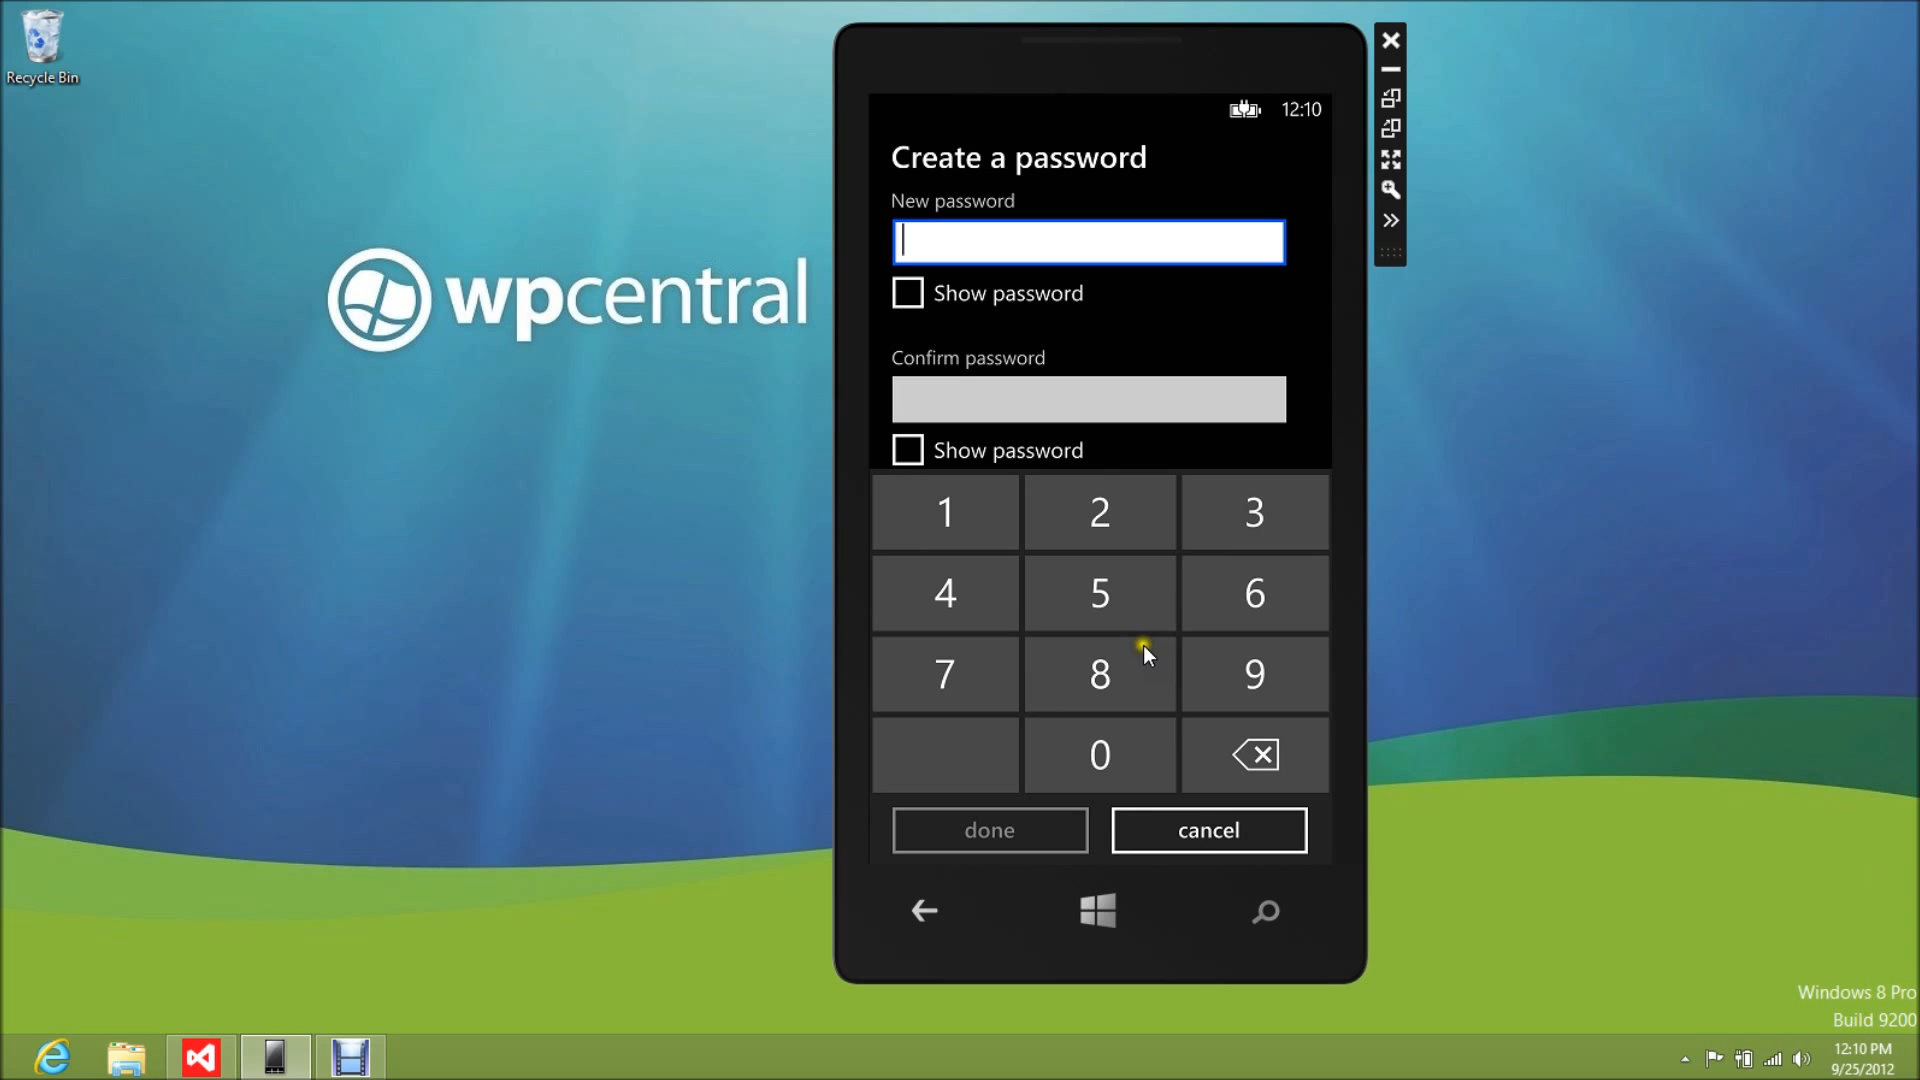 Recycle Bin
wpcentral
12:10
Create a password
New password
Show password
Confirm password
Show password
1 2 3
4 5 6
7 8 9
0
done cancel
Windows 8 Pro
Build 9200
12:10 PM
9/25/2012